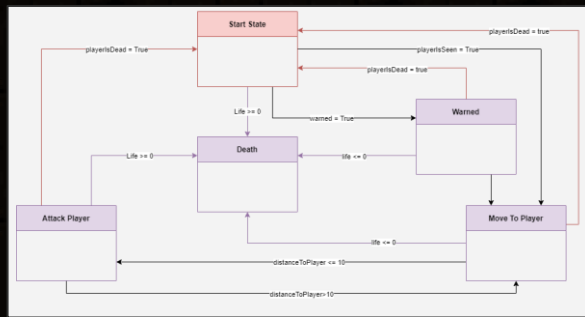 Start State
playerIsDead = true
playerIsDead = True
playerIsSeen = True
playerIsDead = true
Life >= 0
warned = True
Warned
Death
Life >= 0
life <= 0
Attack Player
Move To Player
life <= 0
distanceToPlayer <= 10
distanceToPlayer>10